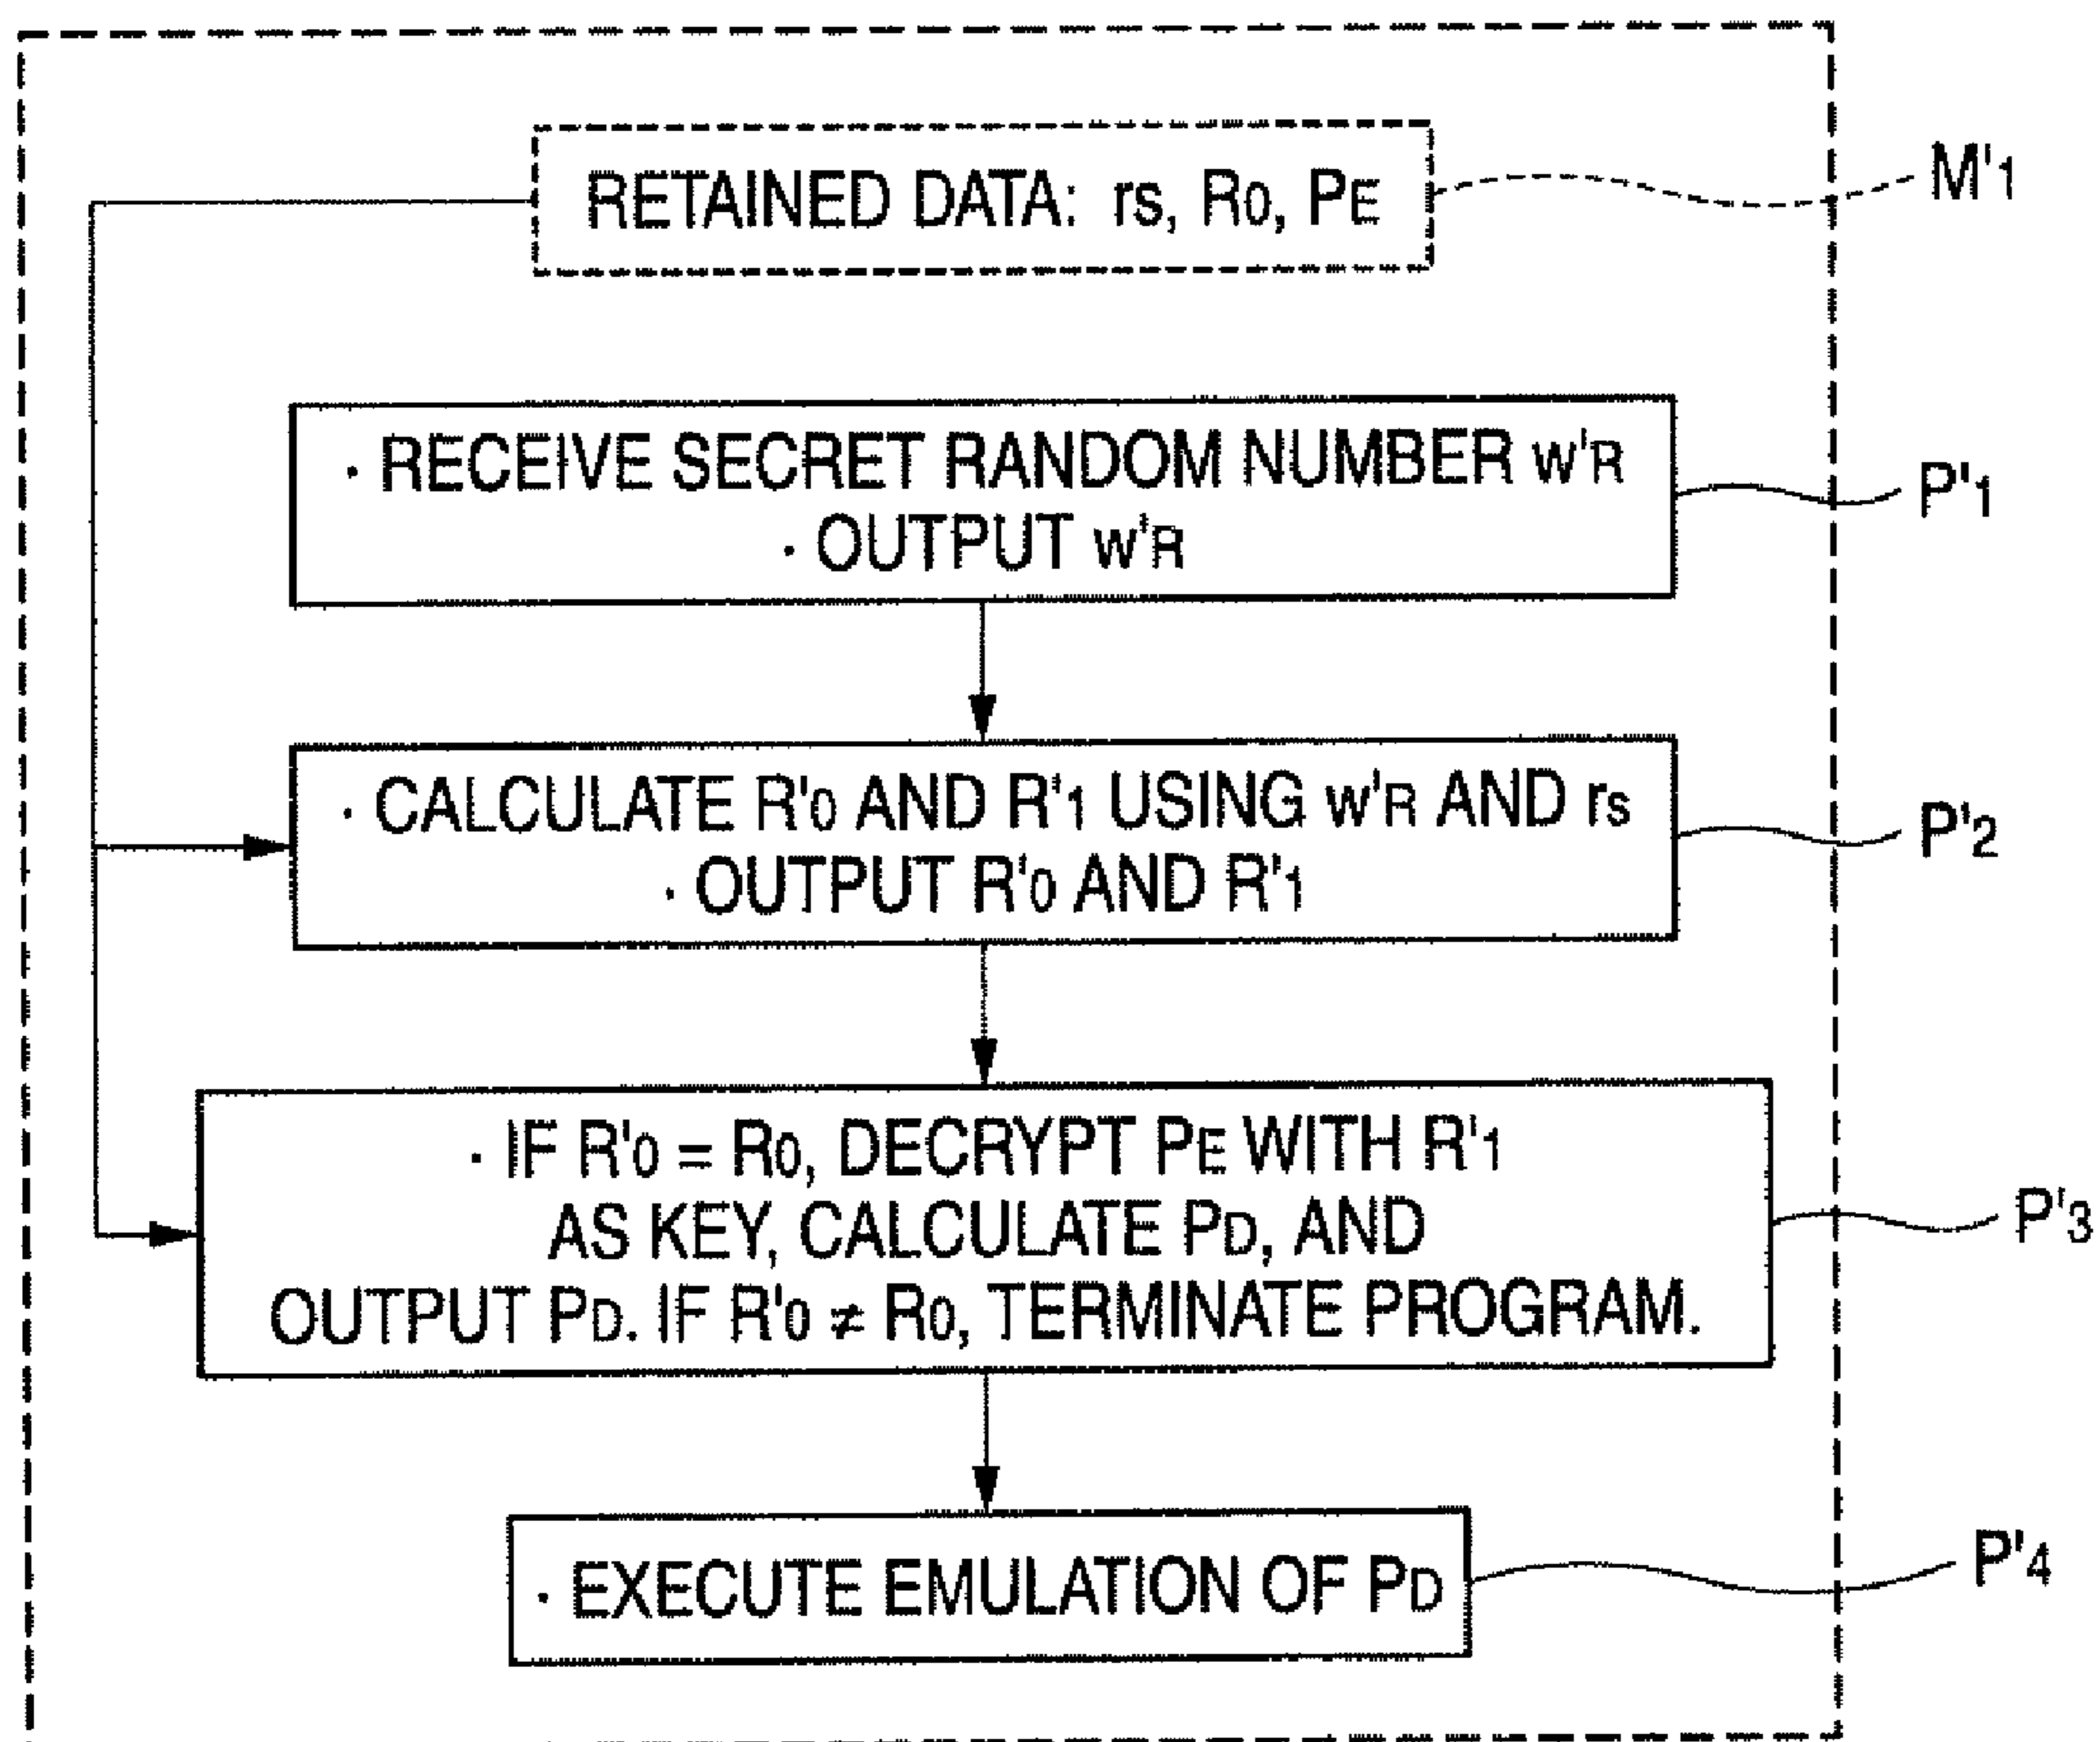 RETAINED DATA: rs, R0, PE
M'1
· RECEIVE SECRET RANDOM NUMBER w'R
· OUTPUT w'R
P'1
· CALCULATE R'0 AND R'1 USING w'R AND rs
· OUTPUT R'0 AND R'1
P'2
· IF R'0 = R0, DECRYPT PE WITH R'1
AS KEY, CALCULATE PD, AND
OUTPUT PD. IF R'0 ≠ R0, TERMINATE PROGRAM.
P'3
· EXECUTE EMULATION OF PD
P'4